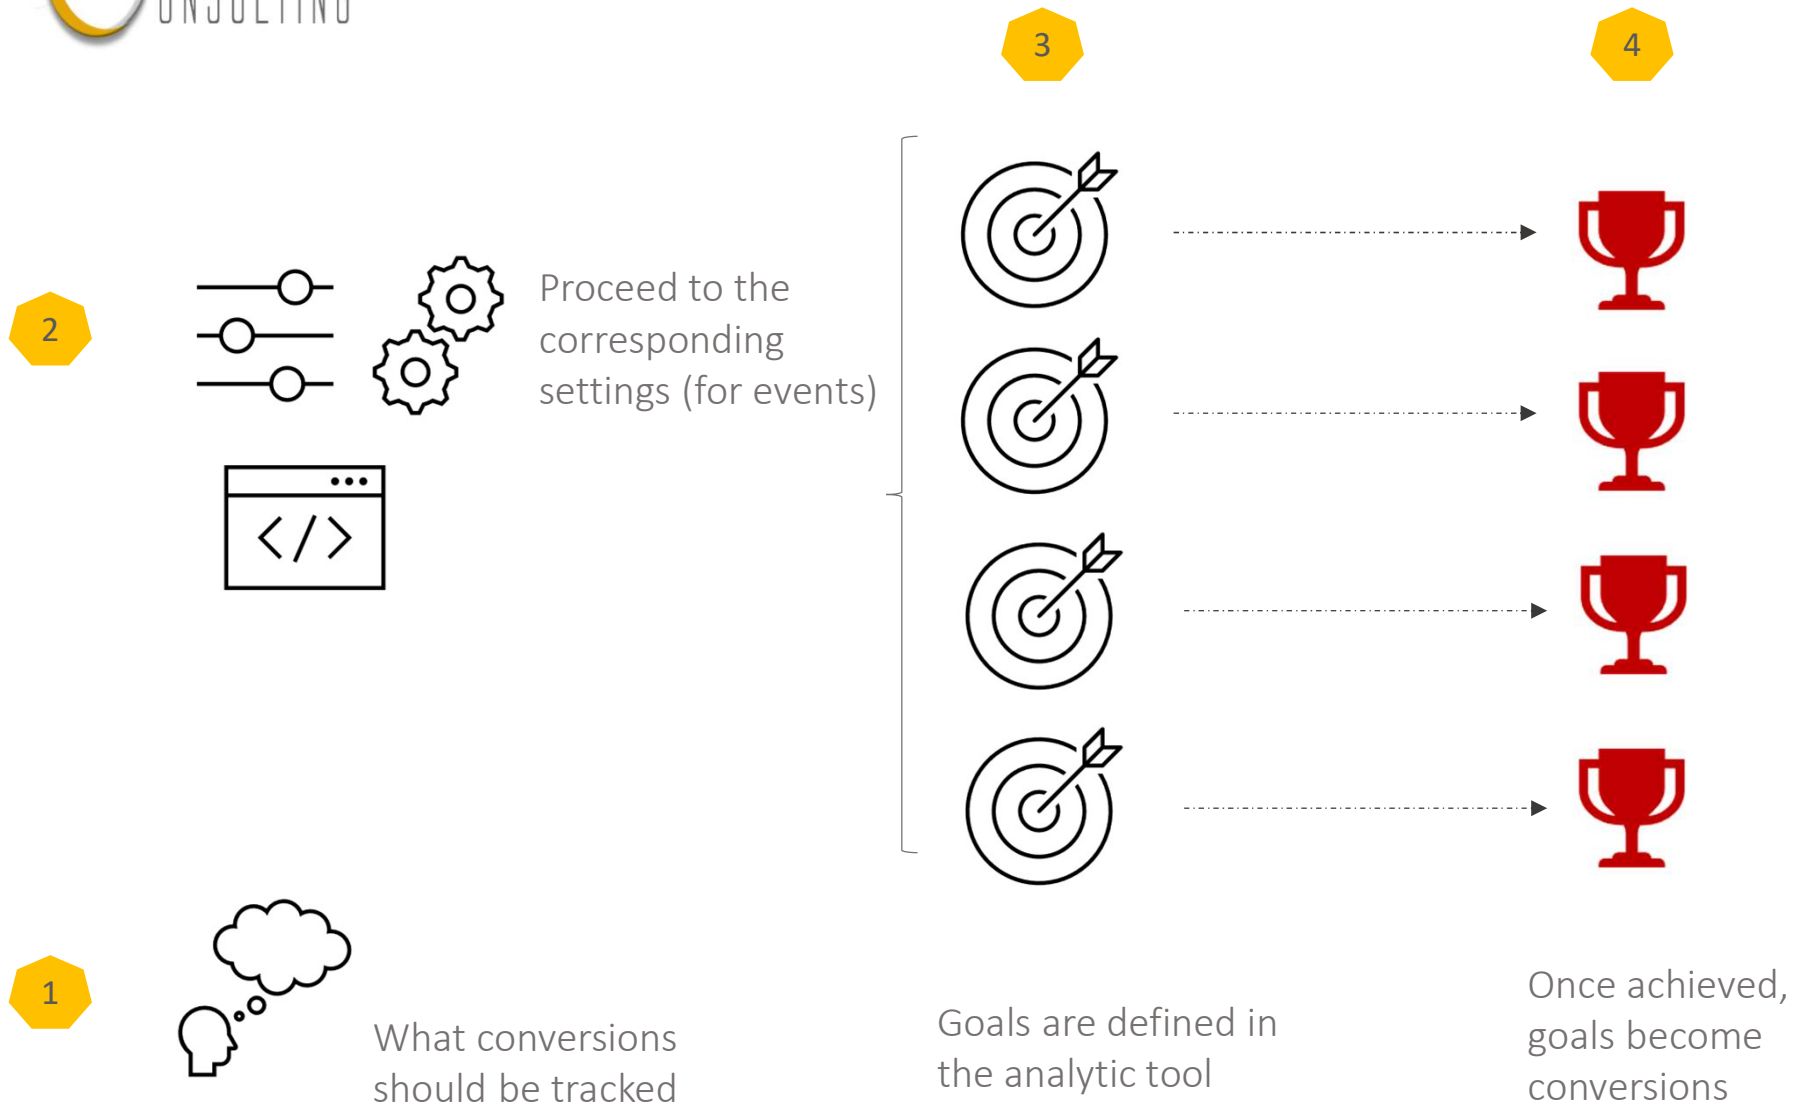 3
4
2
Proceed to the
corresponding
settings (for events)
</>
1
What conversions
should be tracked
Goals are defined in
the analytic tool
Once achieved,
goals become
conversions